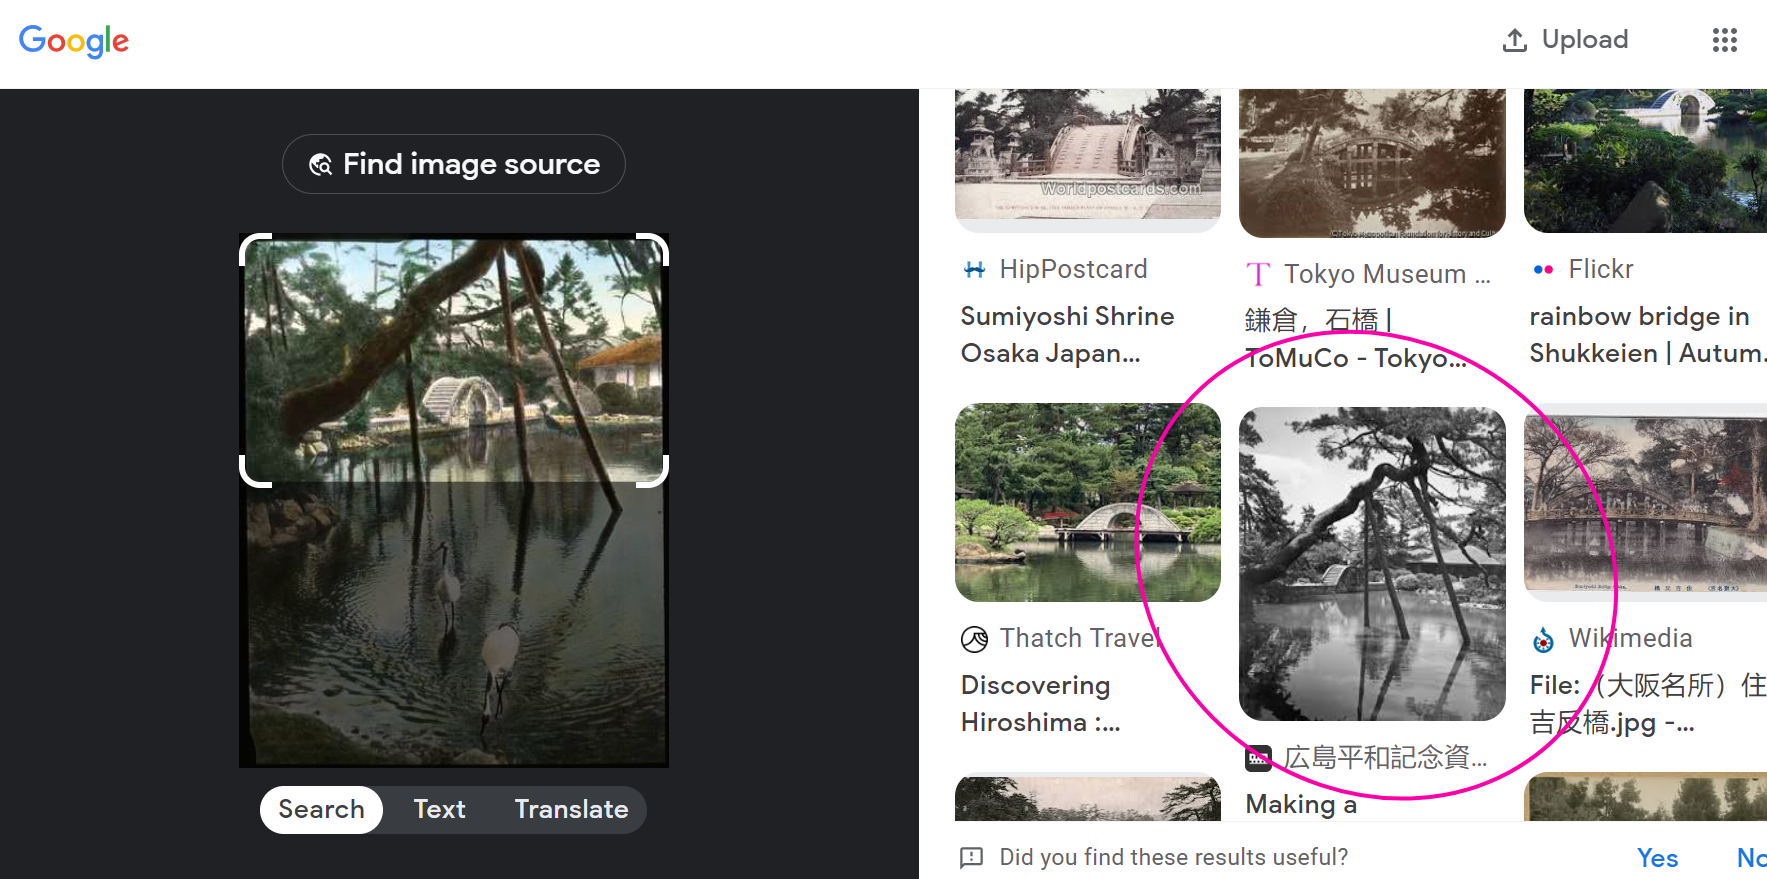 Google
Upload
Find image source
Search
Text
Translate
Worldpostcards.com
HipPostcard
Sumiyoshi Shrine
Osaka Japan...
Tokyo Museum ...
鎌倉，石橋 |
ToMuCo - Tokyo...
Flickr
rainbow bridge in
Shukkeien | Autum.
Thatch Travel
Discovering
Hiroshima :...
広島平和記念資...
Making a
Wikimedia
File:（大阪名所）住
吉反橋.jpg -...
Did you find these results useful?
Yes
No